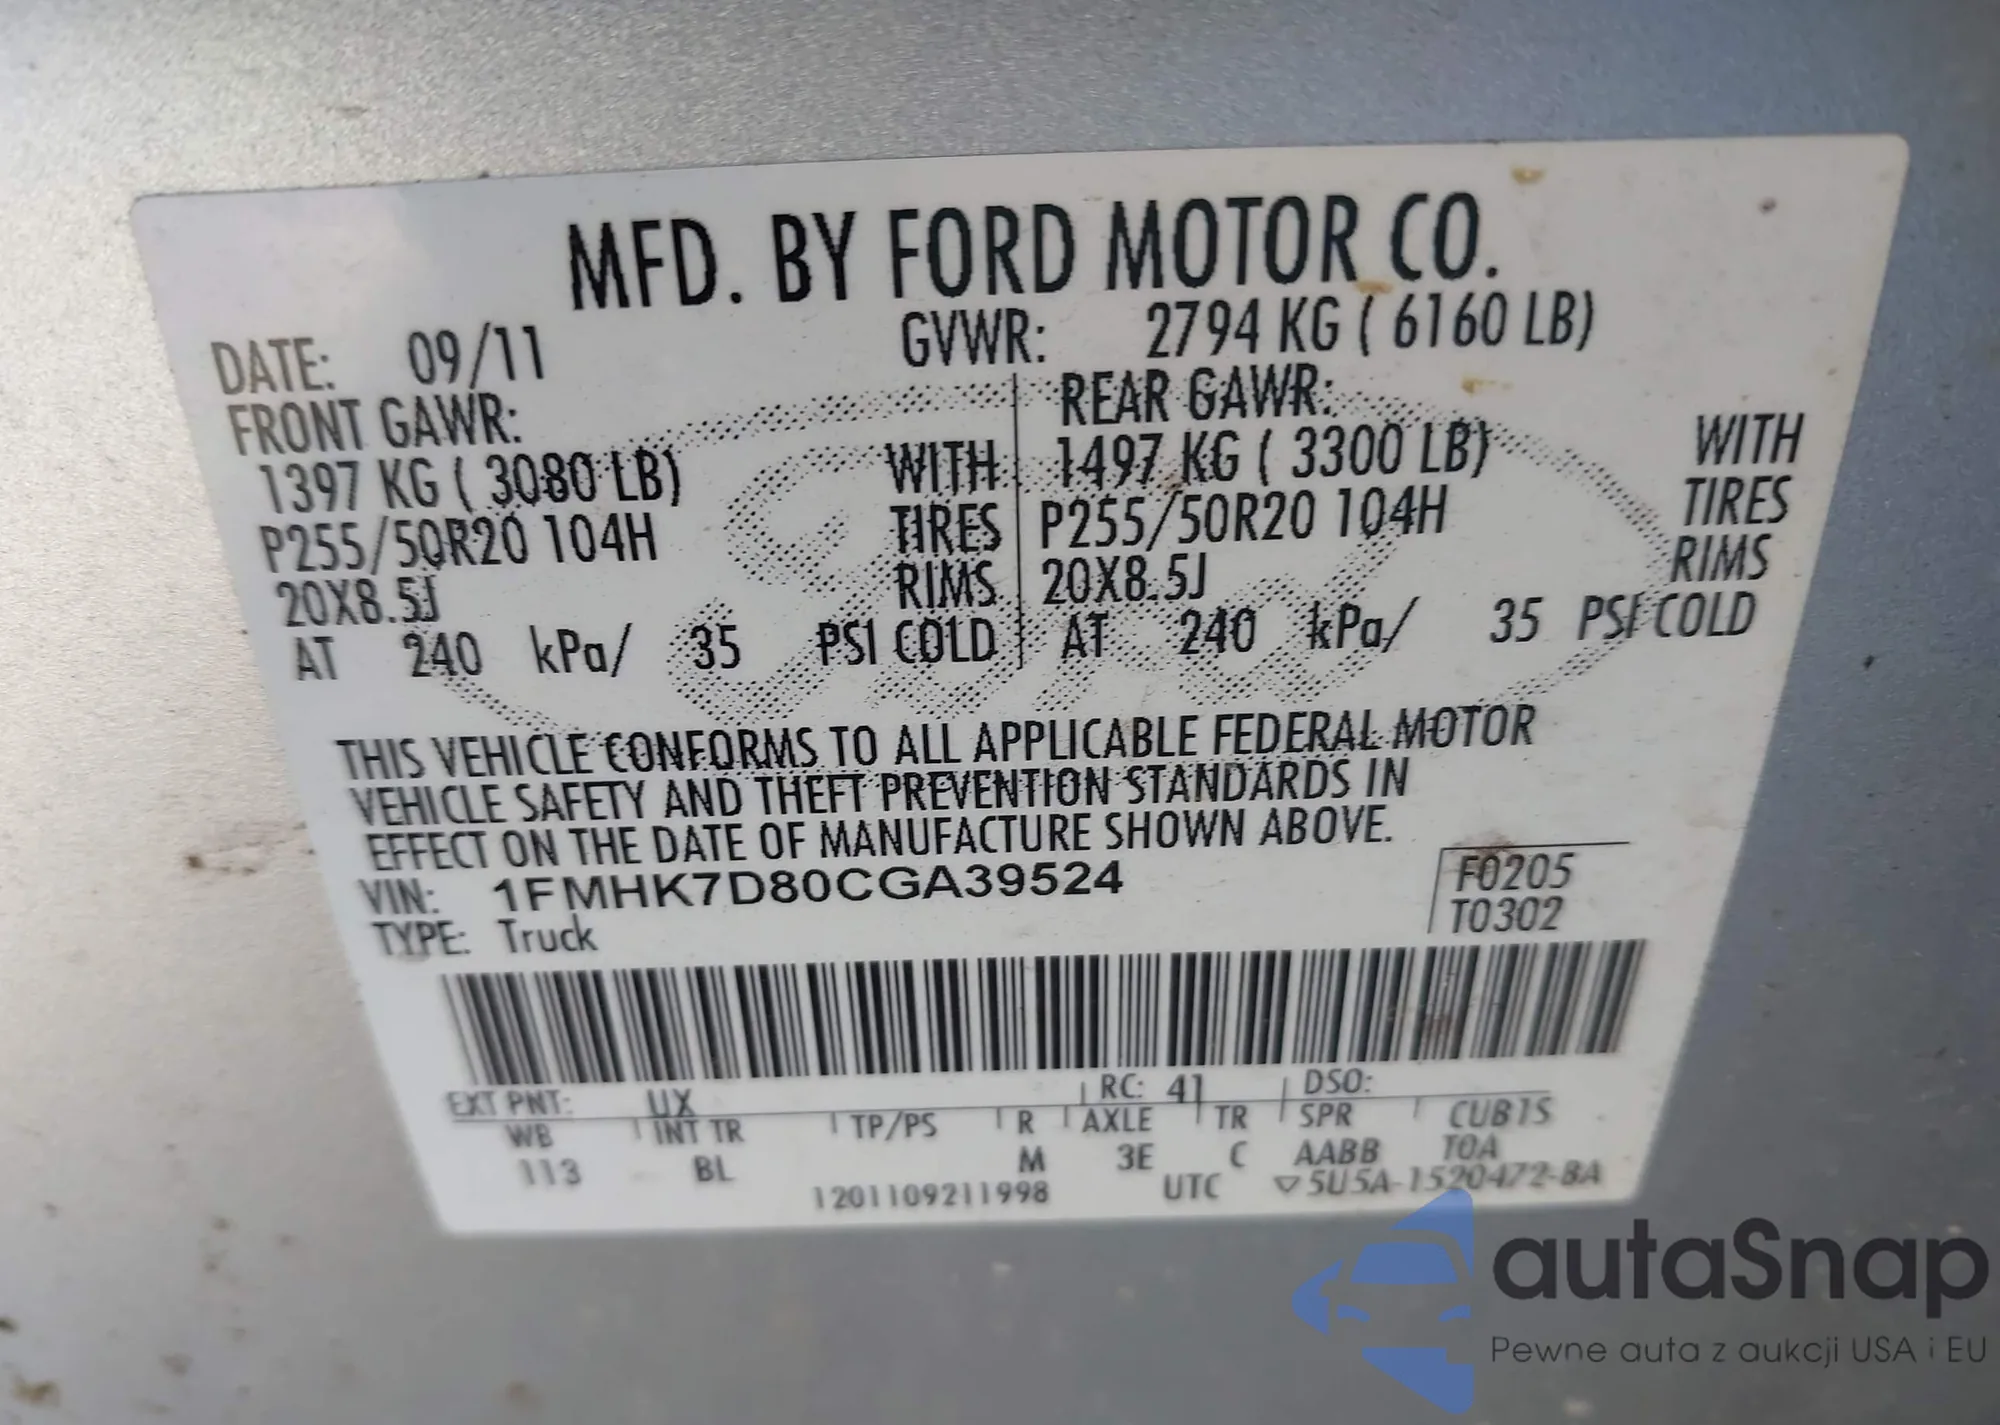 MFD. BY FORD MOTOR CO.
DATE: 09/11 GVWR: 2794 KG ( 6160 LB)
FRONT GAWR: REAR GAWR:
1397 KG ( 3080 LB) WITH 1497 KG ( 3300 LB) WITH
P255/50R20 104H TIRES P255/50R20 104H TIRES
20X8.5J RIMS 20X8.5J RIMS
AT 240 kPa/ 35 PSI COLD AT 240 kPa/ 35 PSI COLD
THIS VEHICLE CONFORMS TO ALL APPLICABLE FEDERAL MOTOR
VEHICLE SAFETY AND THEFT PREVENTION STANDARDS IN
EFFECT ON THE DATE OF MANUFACTURE SHOWN ABOVE.
VIN: 1FMHK7D80CGA39524 F0205
TYPE: Truck T0302
EXT PNT: UX RC: 41 DSO:
WB INT TR TP/PS R AXLE TR SPR
113 BL M 3E C AABB
1201109211998 UTC ▽5U5A-1520472-BA
autaSnap
Pewne auta z aukcji USA i EU